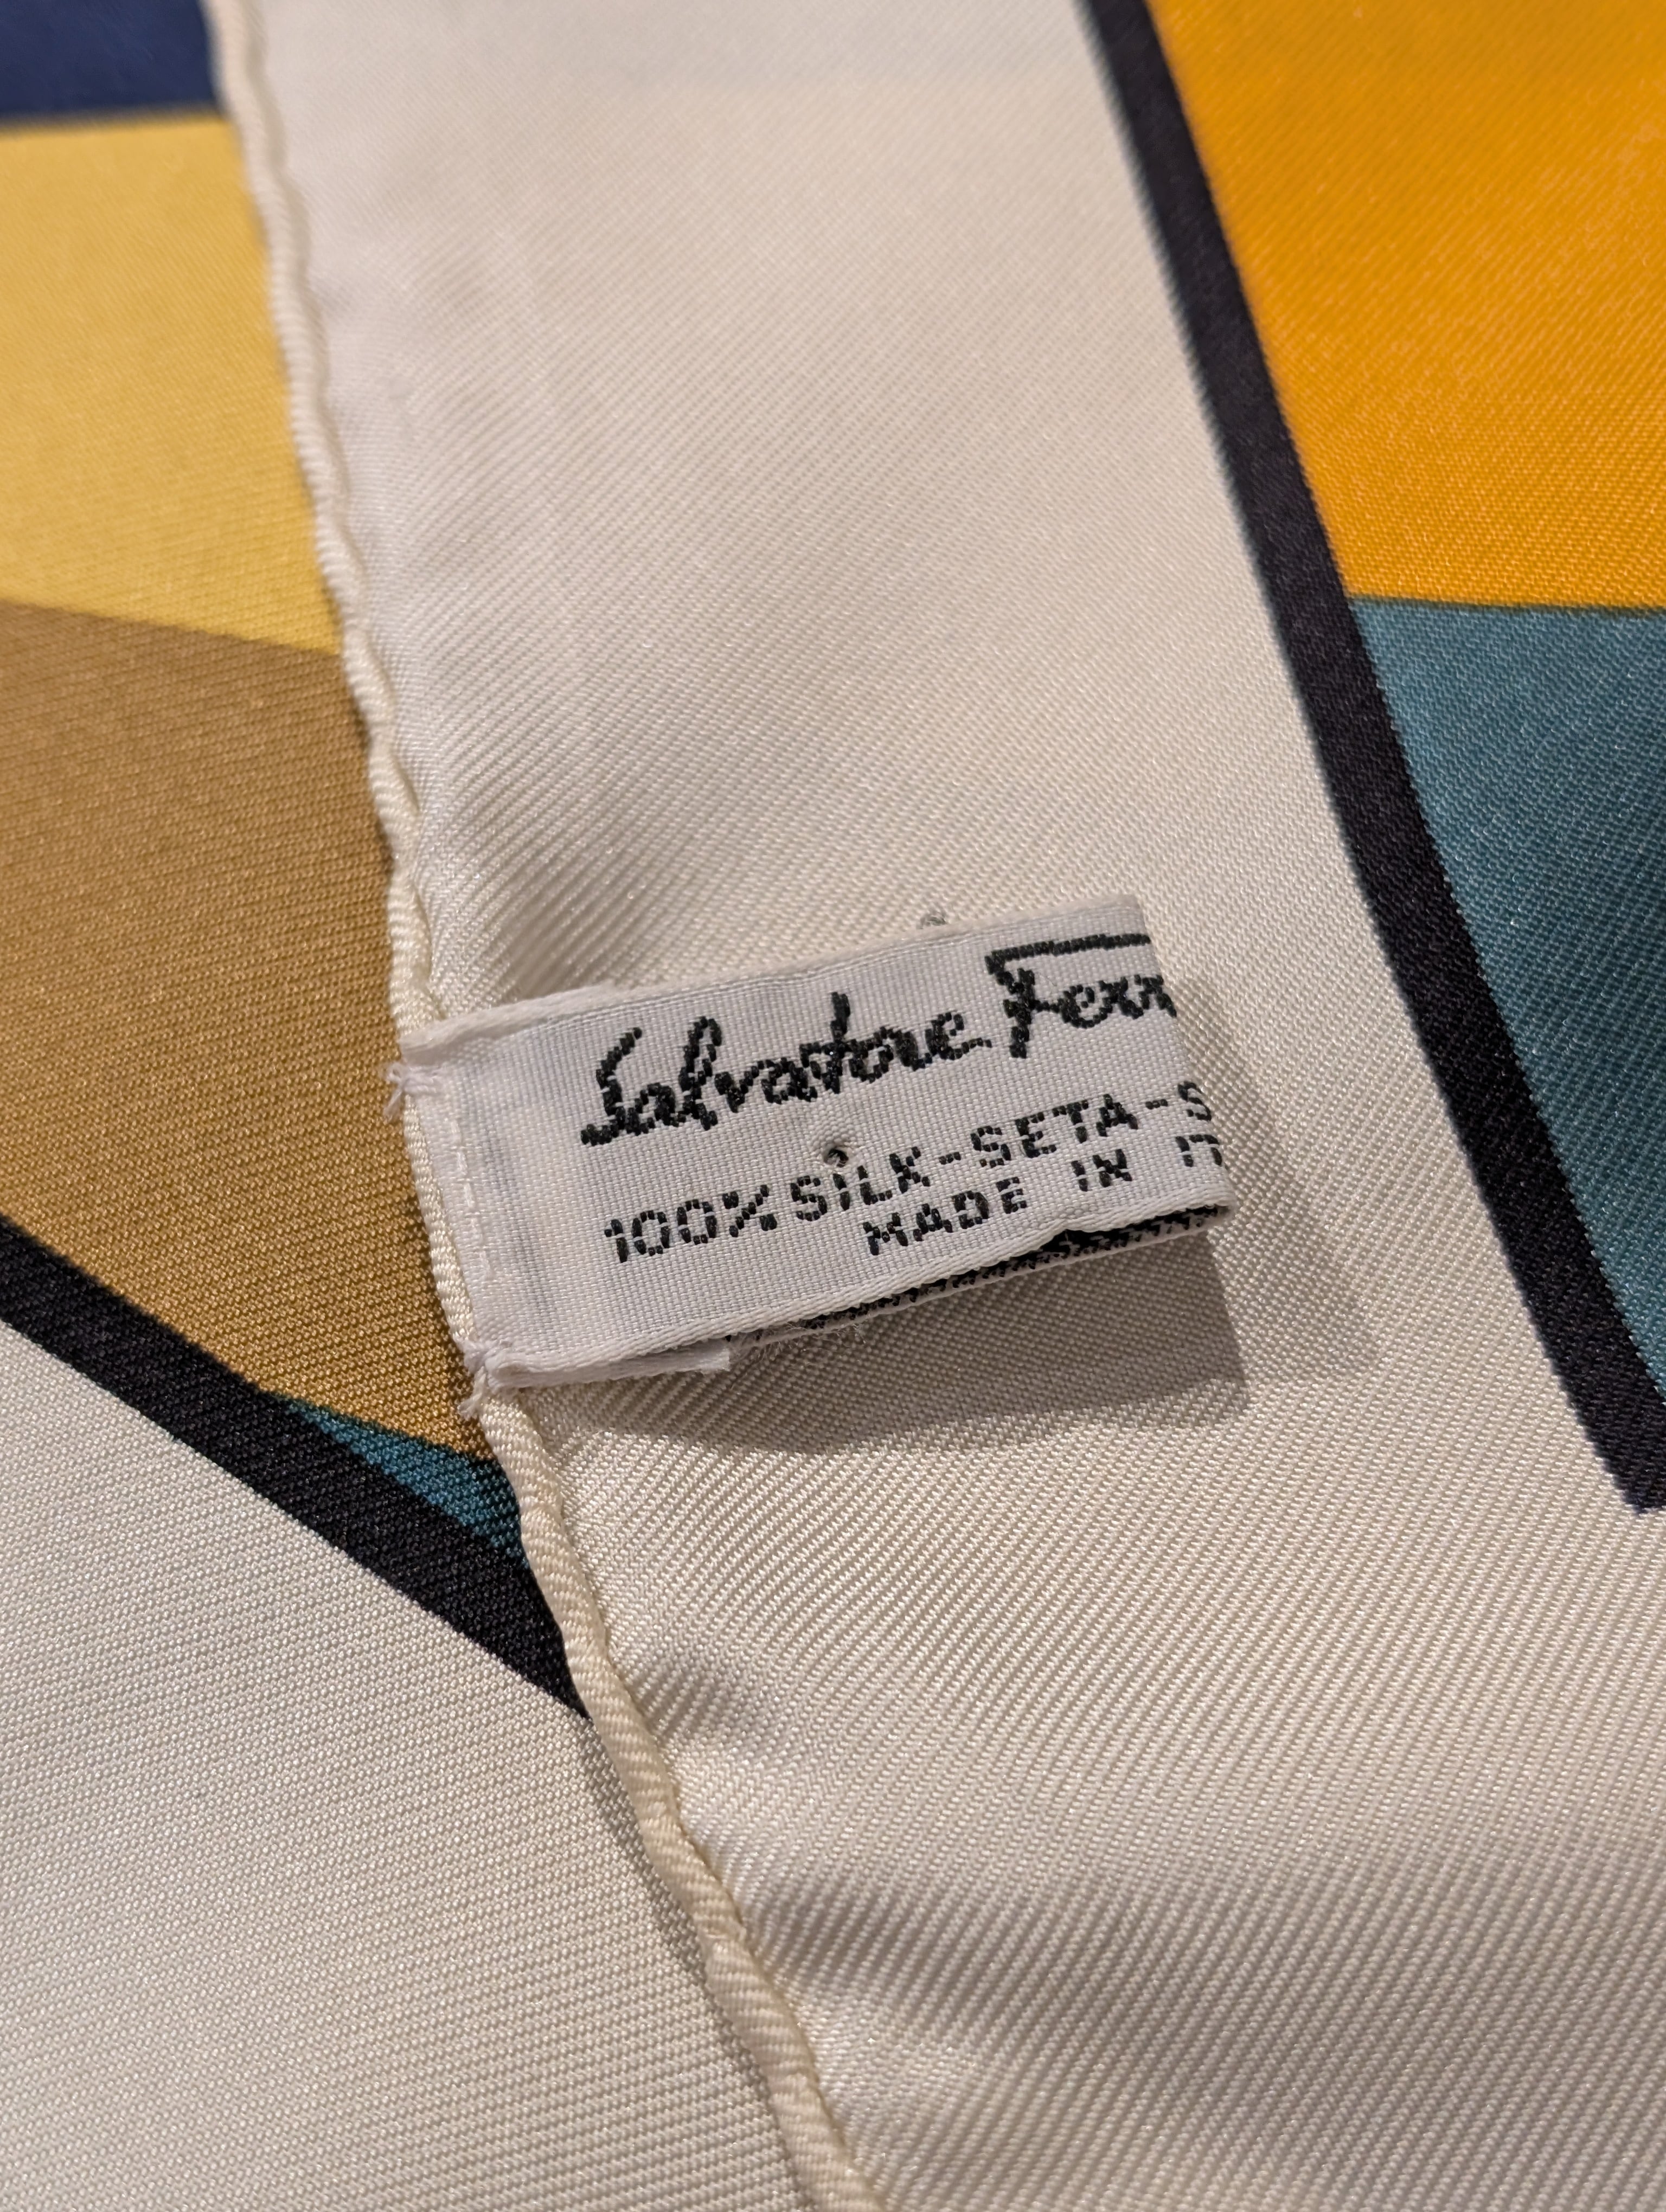 Salvatore Ferr
100% SILK-SETA-S
MADE IN IT